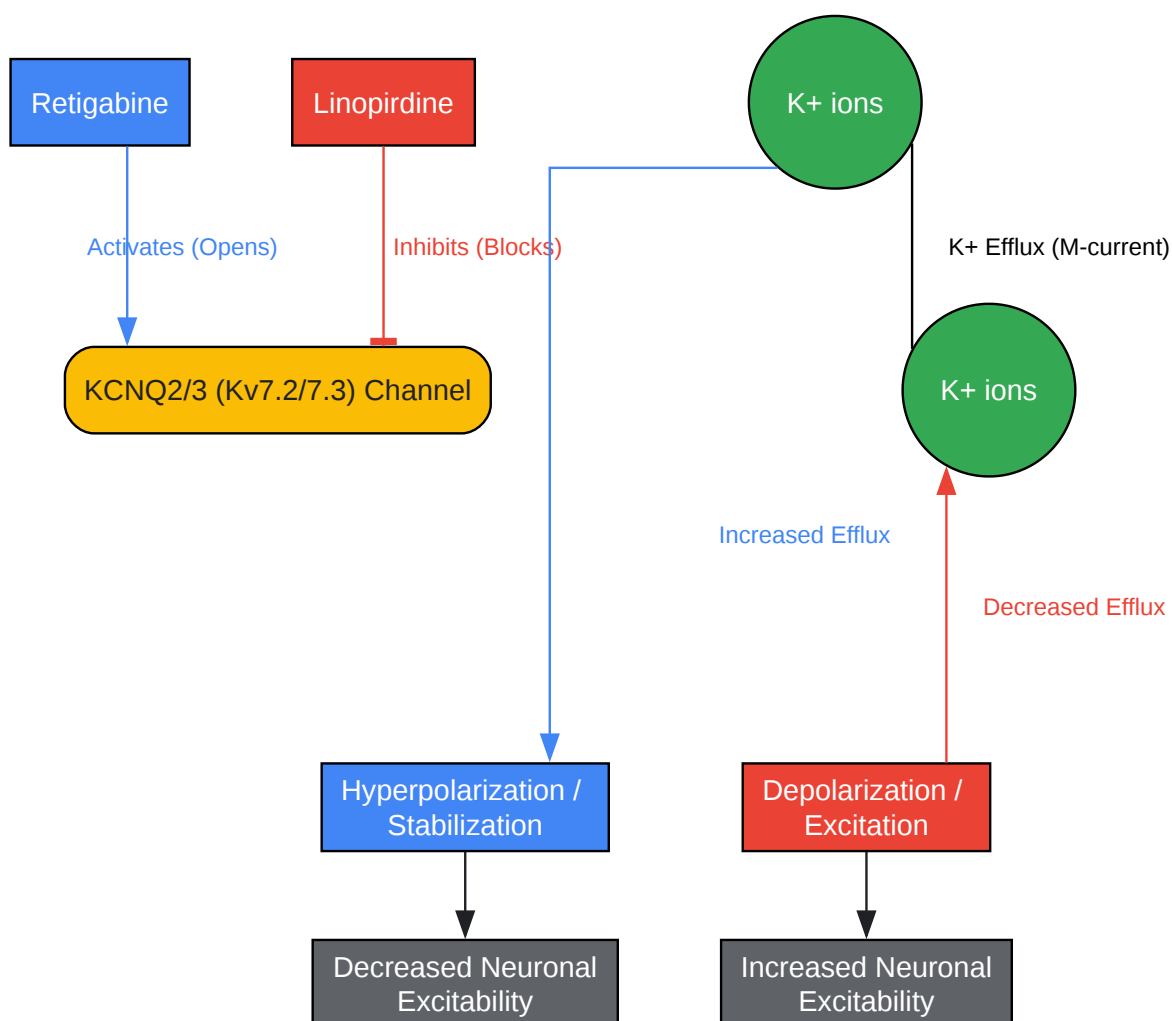 Retigabine
Linopirdine
K+ ions
Activates (Opens)
Inhibits (Blocks)
K+ Efflux (M-current)
KCNQ2/3 (Kv7.2/7.3) Channel
K+ ions
Increased Efflux
Decreased Efflux
Hyperpolarization /
Stabilization
Depolarization /
Excitation
Decreased Neuronal
Excitability
Increased Neuronal
Excitability